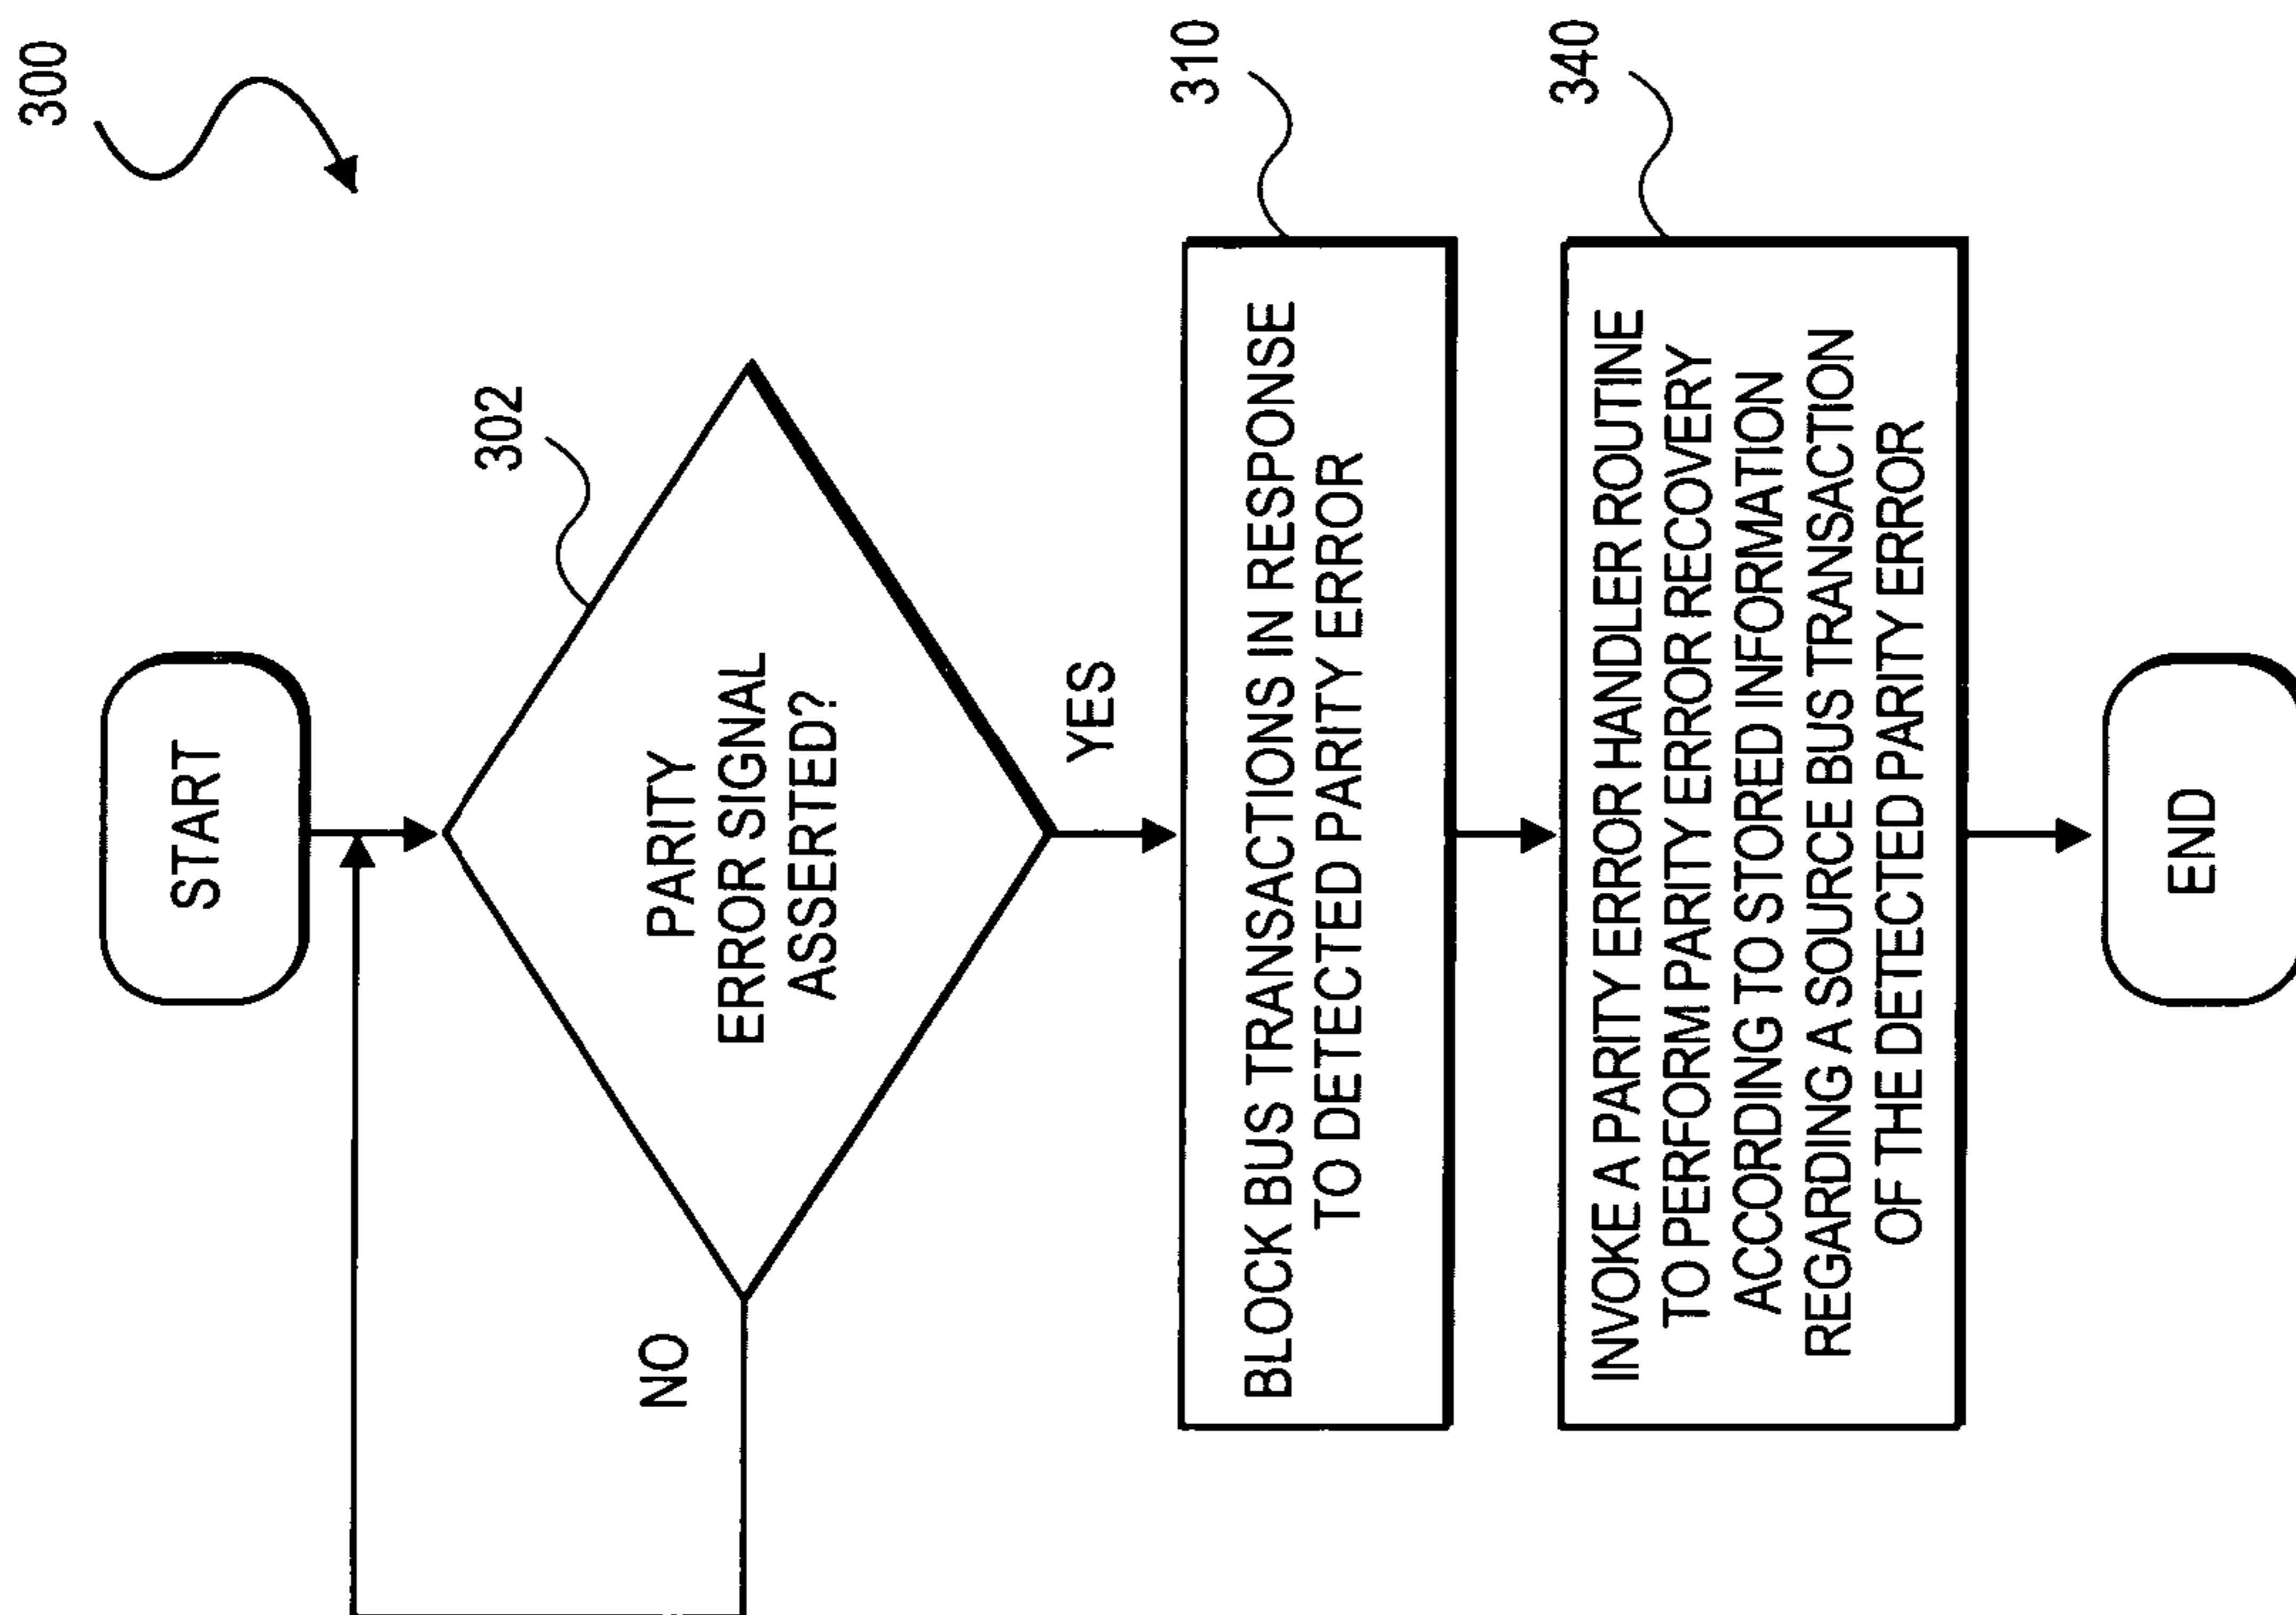 300
START
302
PARITY
ERROR SIGNAL
ASSERTED?
NO
YES
310
BLOCK BUS TRANSACTIONS IN RESPONSE
TO DETECTED PARITY ERROR
340
INVOKE A PARITY ERROR HANDLER ROUTINE
TO PERFORM PARITY ERROR RECOVERY
ACCORDING TO STORED INFORMATION
REGARDING A SOURCE BUS TRANSACTION
OF THE DETECTED PARITY ERROR
END